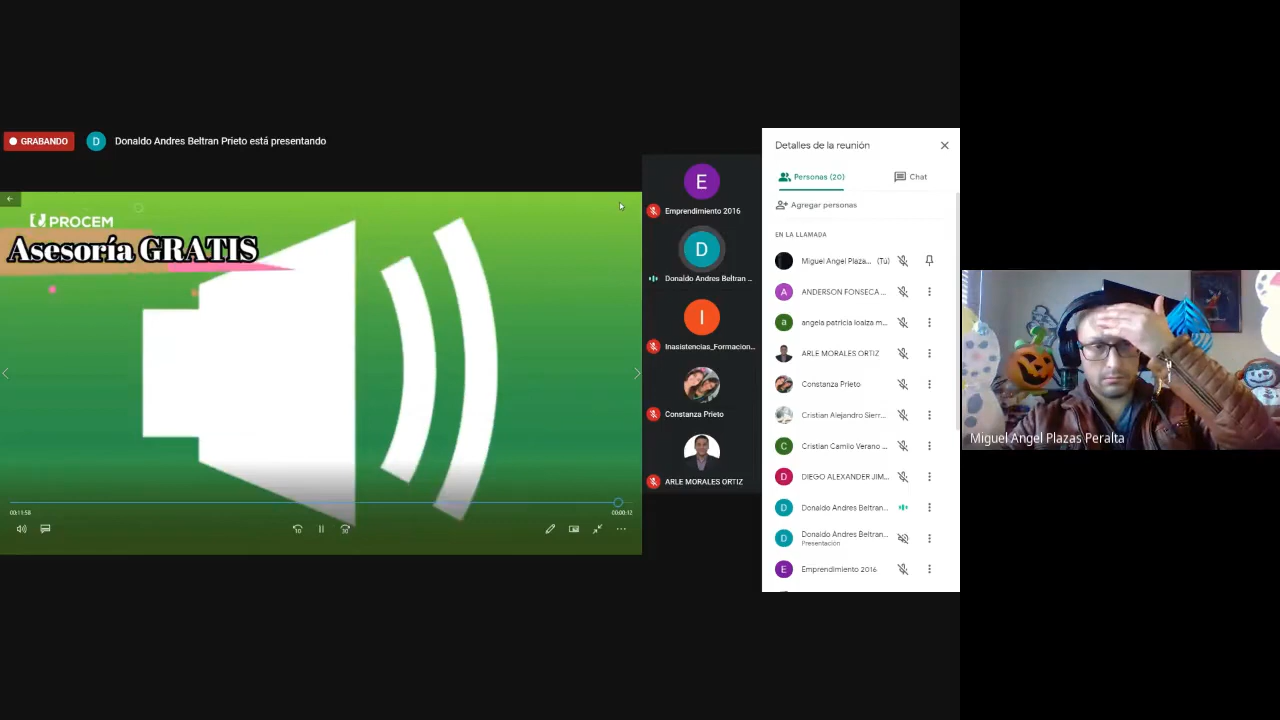 GRABANDO
D
Donaldo Andres Beltran Prieto está presentando
PROCEM
Asesoría GRATIS
00:11:58
00:00:12
10
30
E
Emprendimiento 2016
D
Donaldo Andres Beltran ...
I
Inasistencias_Formacion...
Constanza Prieto
ARLE MORALES ORTIZ
Detalles de la reunión
Personas (20)
Chat
Agregar personas
EN LA LLAMADA
Miguel Angel Plaza... (Tú)
A
ANDERSON FONSECA ...
a
angela patricia loaiza m...
ARLE MORALES ORTIZ
Constanza Prieto
Cristian Alejandro Sierr...
C
Cristian Camilo Verano ...
D
DIEGO ALEXANDER JIM...
D
Donaldo Andres Beltran...
D
Donaldo Andres Beltran...
Presentación
E
Emprendimiento 2016
Miguel Angel Plazas Peralta